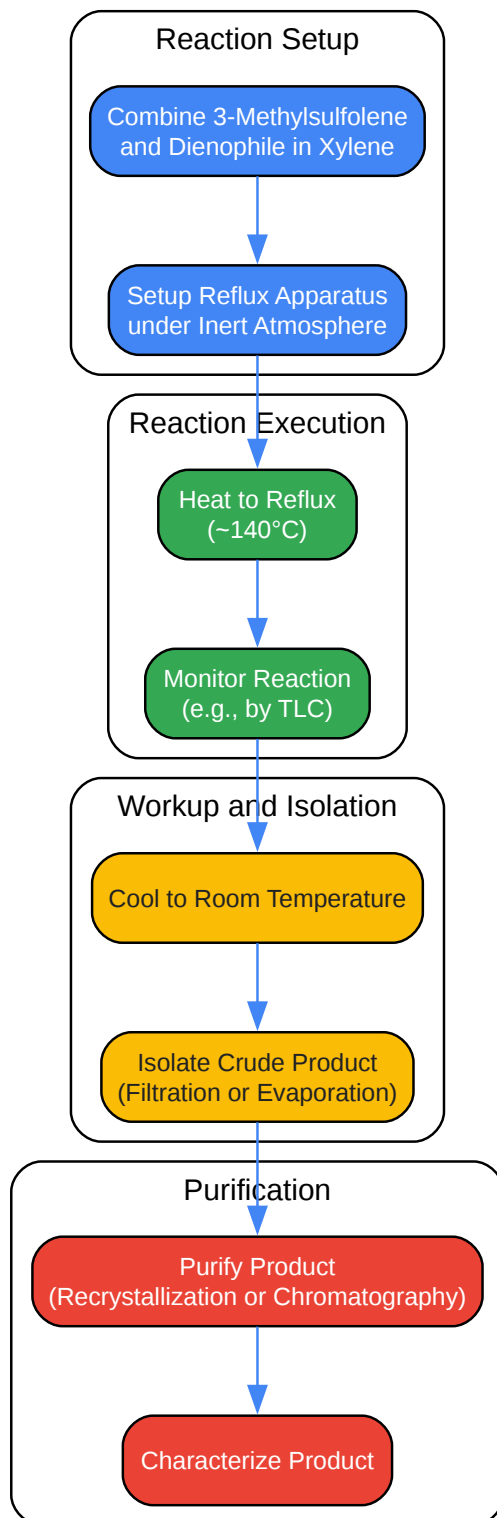 Reaction Setup
Combine 3-Methylsulfolene
and Dienophile in Xylene
Setup Reflux Apparatus
under Inert Atmosphere
Reaction Execution
Heat to Reflux
(~140°C)
Monitor Reaction
(e.g., by TLC)
Workup and Isolation
Cool to Room Temperature
Isolate Crude Product
(Filtration or Evaporation)
Purification
Purify Product
(Recrystallization or Chromatography)
Characterize Product